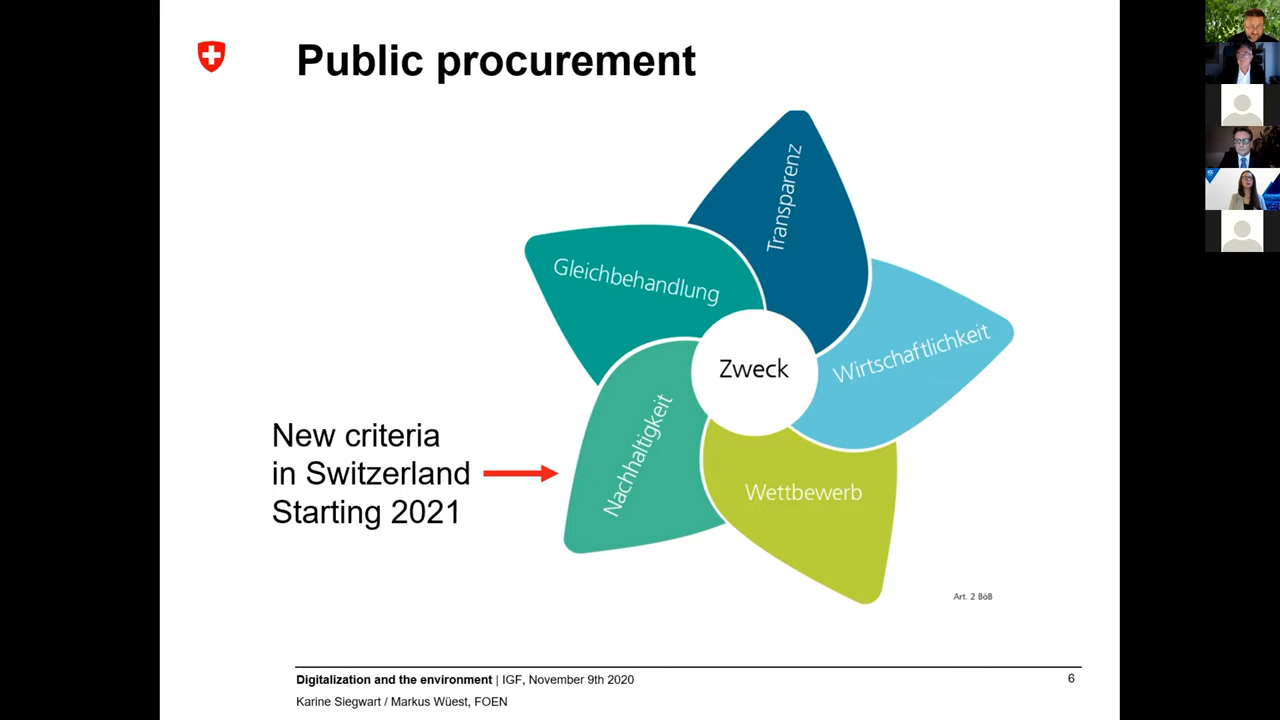 Public procurement
Transparenz
Gleichbehandlung
Wirtschaftlichkeit
Zweck
Nachhaltigkeit
Wettbewerb
New criteria
in Switzerland
Starting 2021
Art. 2 BöB
Digitalization and the environment | IGF, November 9th 2020
6
Karine Siegwart / Markus Wüest, FOEN